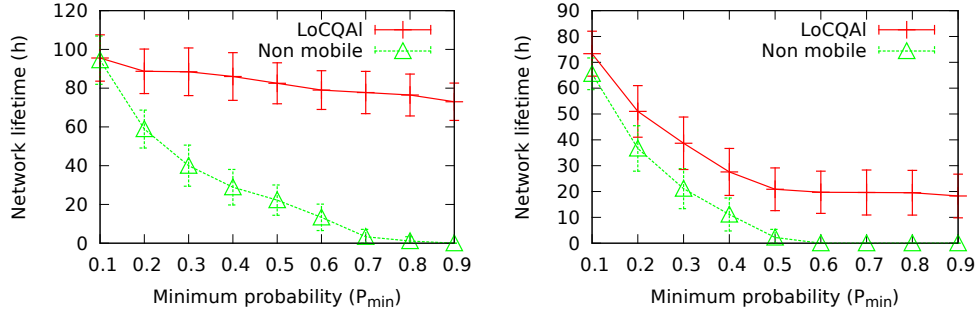 Network lifetime (h)
120
100
80
60
40
20
0
LoCQAI
Non mobile
0.1 0.2 0.3 0.4 0.5 0.6 0.7 0.8 0.9
Minimum probability (Pmin)
Network lifetime (h)
90
80
70
60
50
40
30
20
10
0
LoCQAI
Non mobile
0.1 0.2 0.3 0.4 0.5 0.6 0.7 0.8 0.9
Minimum probability (Pmin)